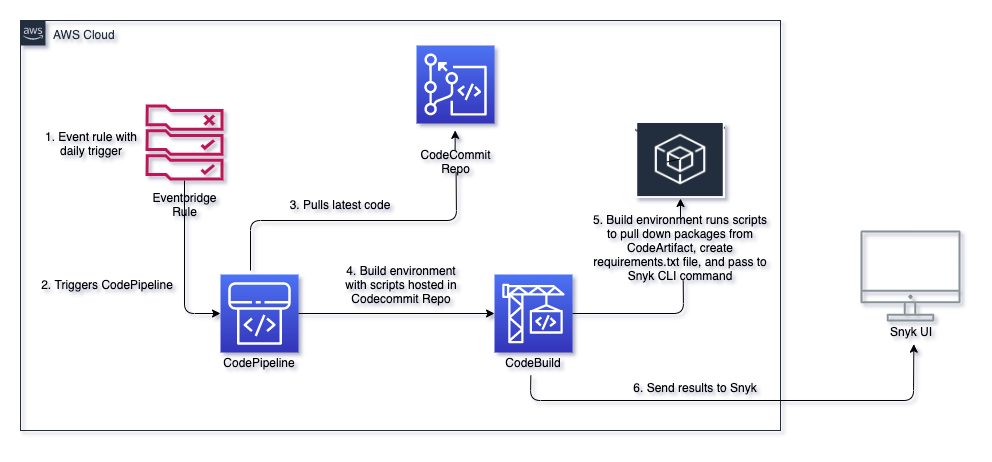 aws
AWS Cloud
1. Event rule with
daily trigger
Eventbridge
Rule
2. Triggers CodePipeline
3. Pulls latest code
CodeCommit
Repo
4. Build environment
with scripts hosted in
Codecommit Repo
CodePipeline
CodeBuild
5. Build environment runs scripts
to pull down packages from
CodeArtifact, create
requirements.txt file, and pass to
Snyk CLI command
6. Send results to Snyk
Snyk UI